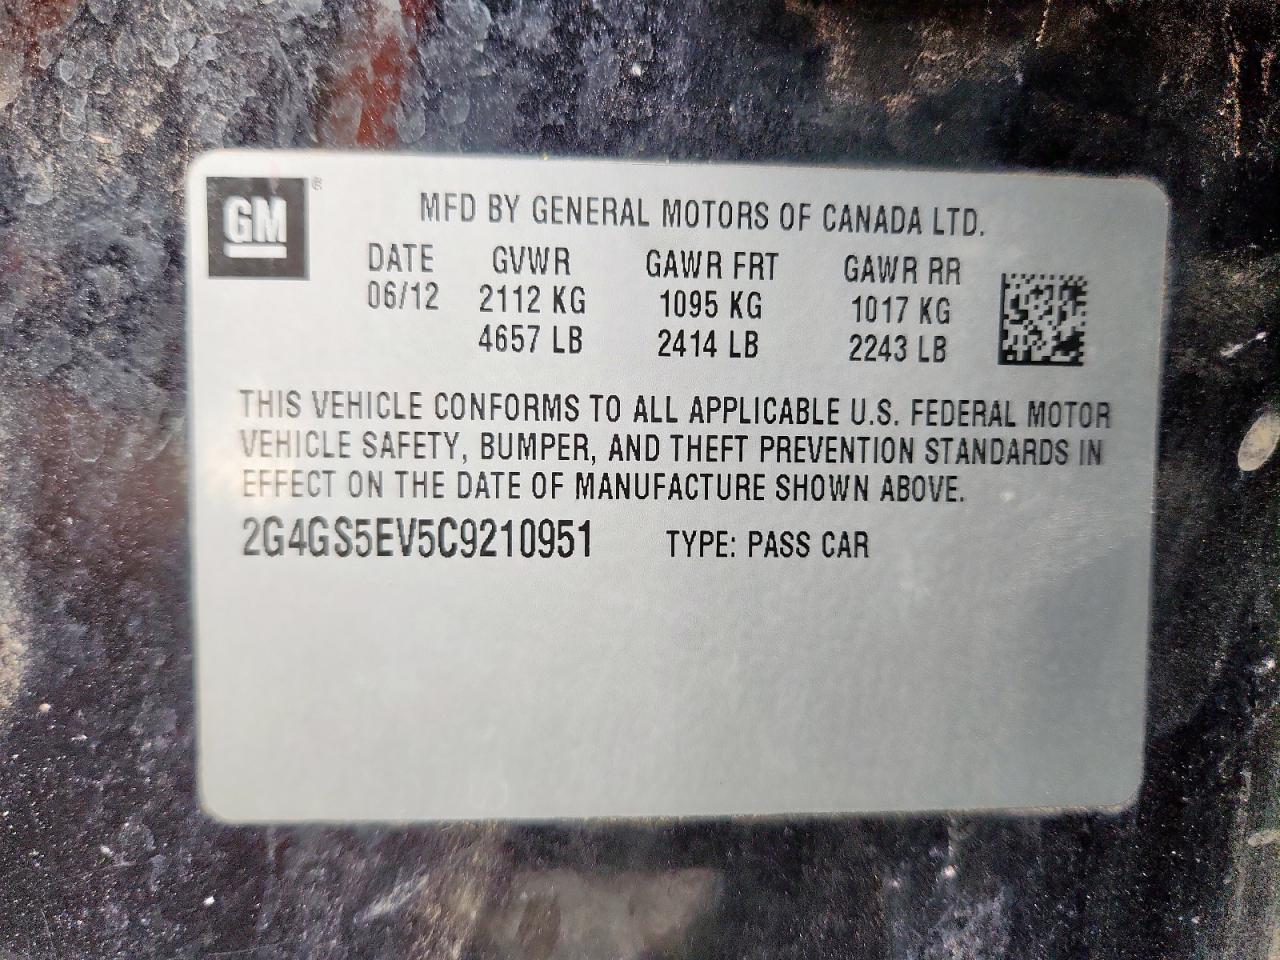 GM ®
MFD BY GENERAL MOTORS OF CANADA LTD.
DATE GVWR GAWR FRT GAWR RR
06/12 2112 KG 1095 KG 1017 KG
4657 LB 2414 LB 2243 LB
THIS VEHICLE CONFORMS TO ALL APPLICABLE U.S. FEDERAL MOTOR
VEHICLE SAFETY, BUMPER, AND THEFT PREVENTION STANDARDS IN
EFFECT ON THE DATE OF MANUFACTURE SHOWN ABOVE.
2G4GS5EV5C9210951 TYPE: PASS CAR